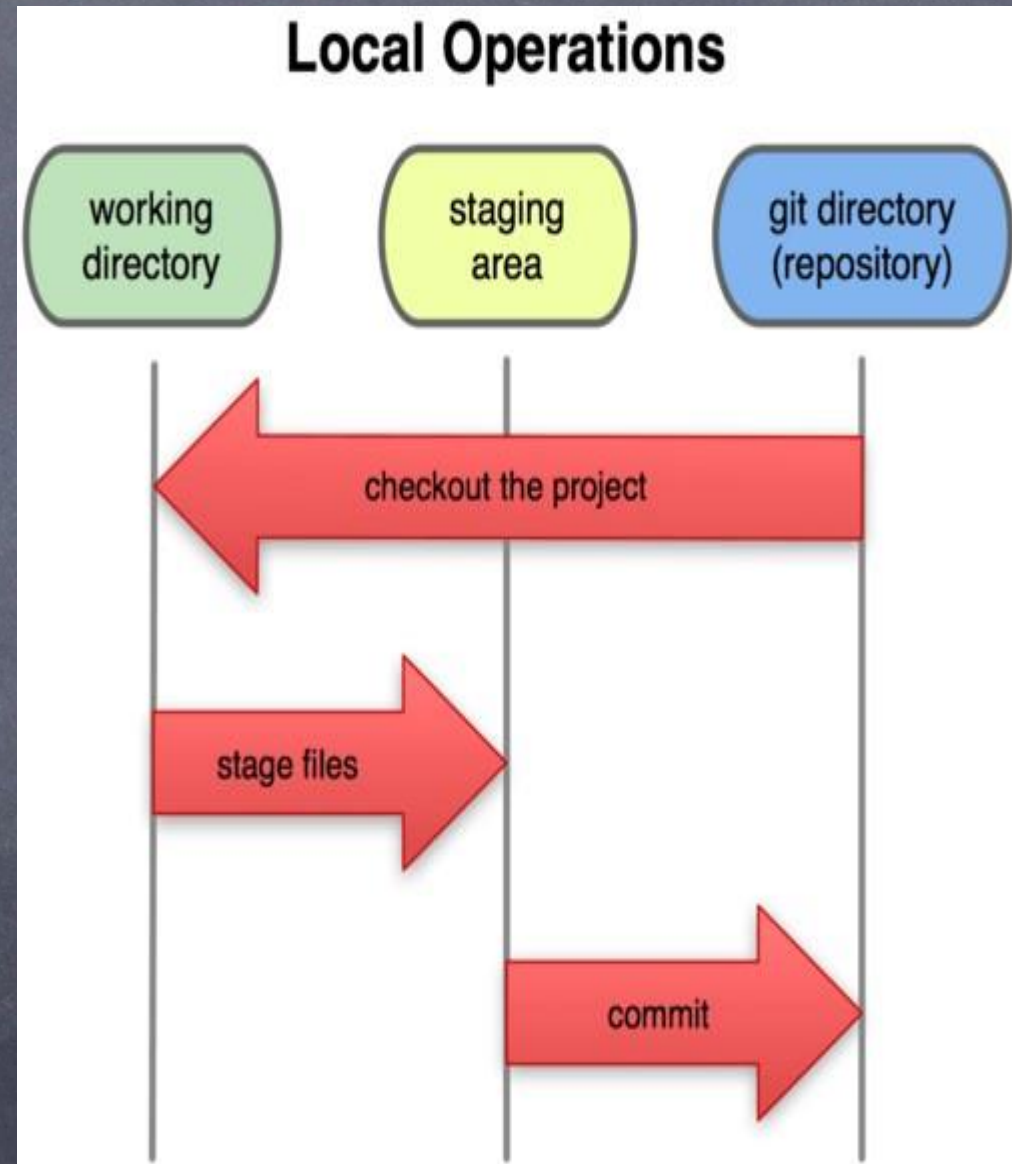 Local Operations
working
directory
staging
area
git directory
(repository)
checkout the project
stage files
commit